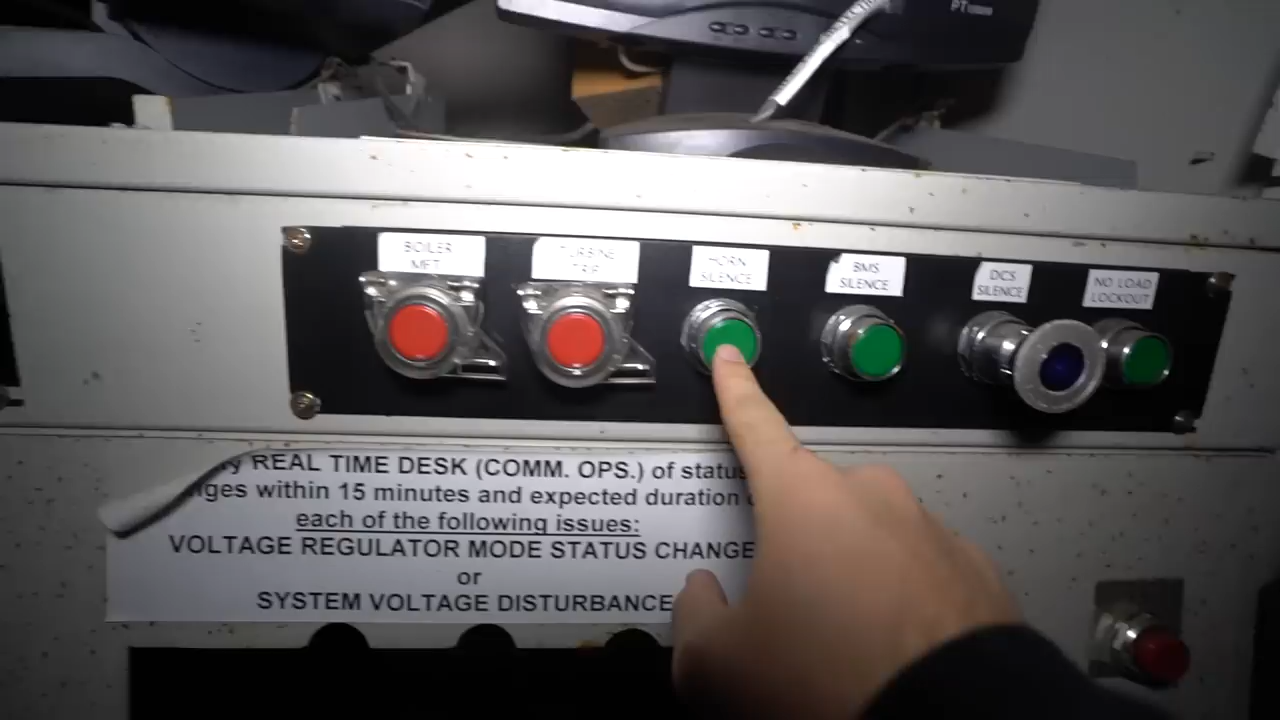 PT
BOILER
MFT
TURBINE
TRIP
HORN
SILENCE
BMS
SILENCE
DCS
SILENCE
NO LOAD
LOCKOUT
REAL TIME DESK (COMM. OPS.) of status
within 15 minutes and expected duration
each of the following issues:
VOLTAGE REGULATOR MODE STATUS CHANGE
or
SYSTEM VOLTAGE DISTURBANCE